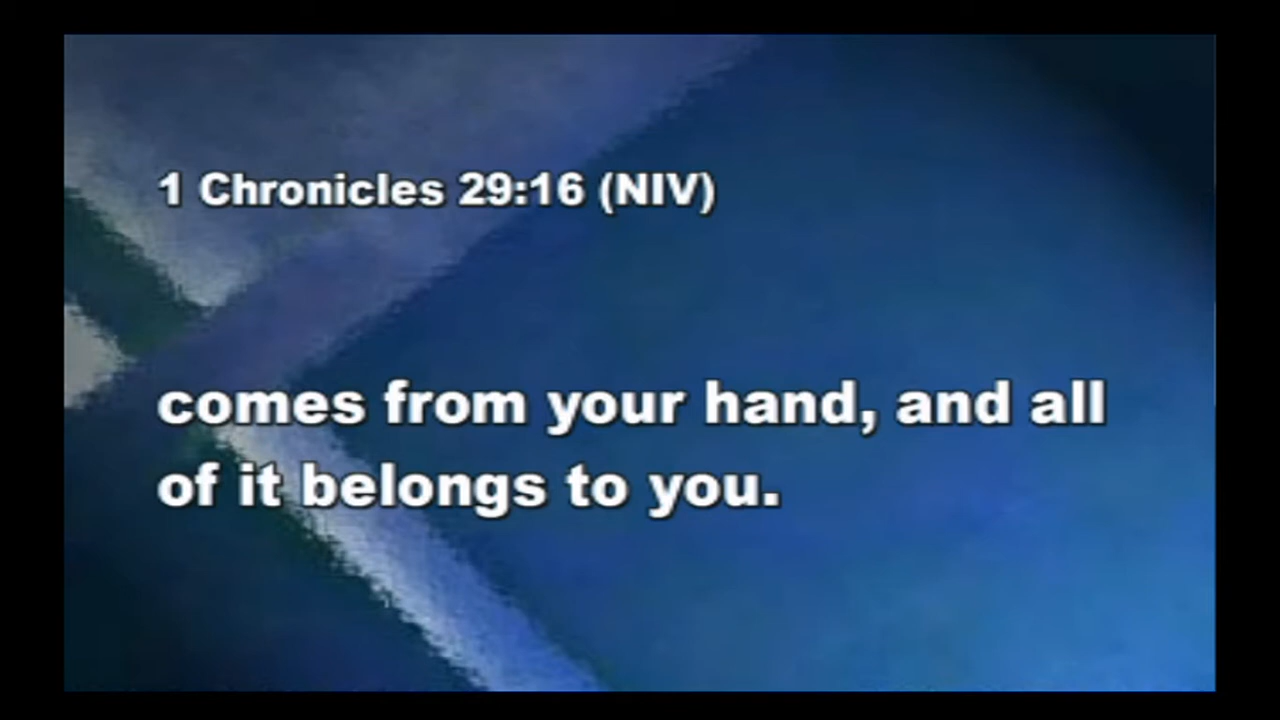 1 Chronicles 29:16 (NIV)
comes from your hand, and all
of it belongs to you.